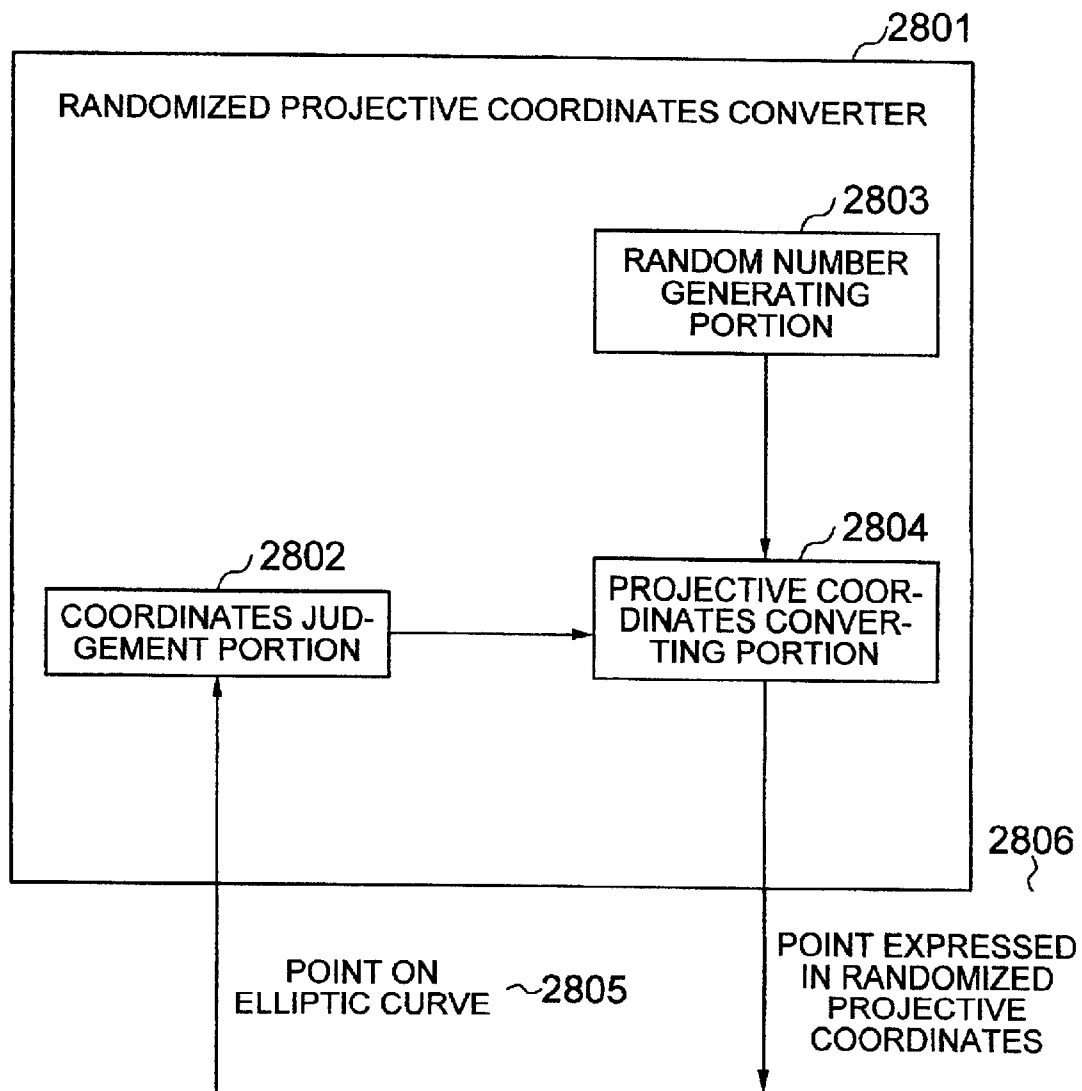 2801
RANDOMIZED PROJECTIVE COORDINATES CONVERTER
2803
RANDOM NUMBER
GENERATING
PORTION
2804
PROJECTIVE COOR-
DINATES CONVER-
TING PORTION
2802
COORDINATES JUD-
GEMENT PORTION
2806
POINT EXPRESSED
IN RANDOMIZED
PROJECTIVE
COORDINATES
POINT ON
ELLIPTIC CURVE
2805